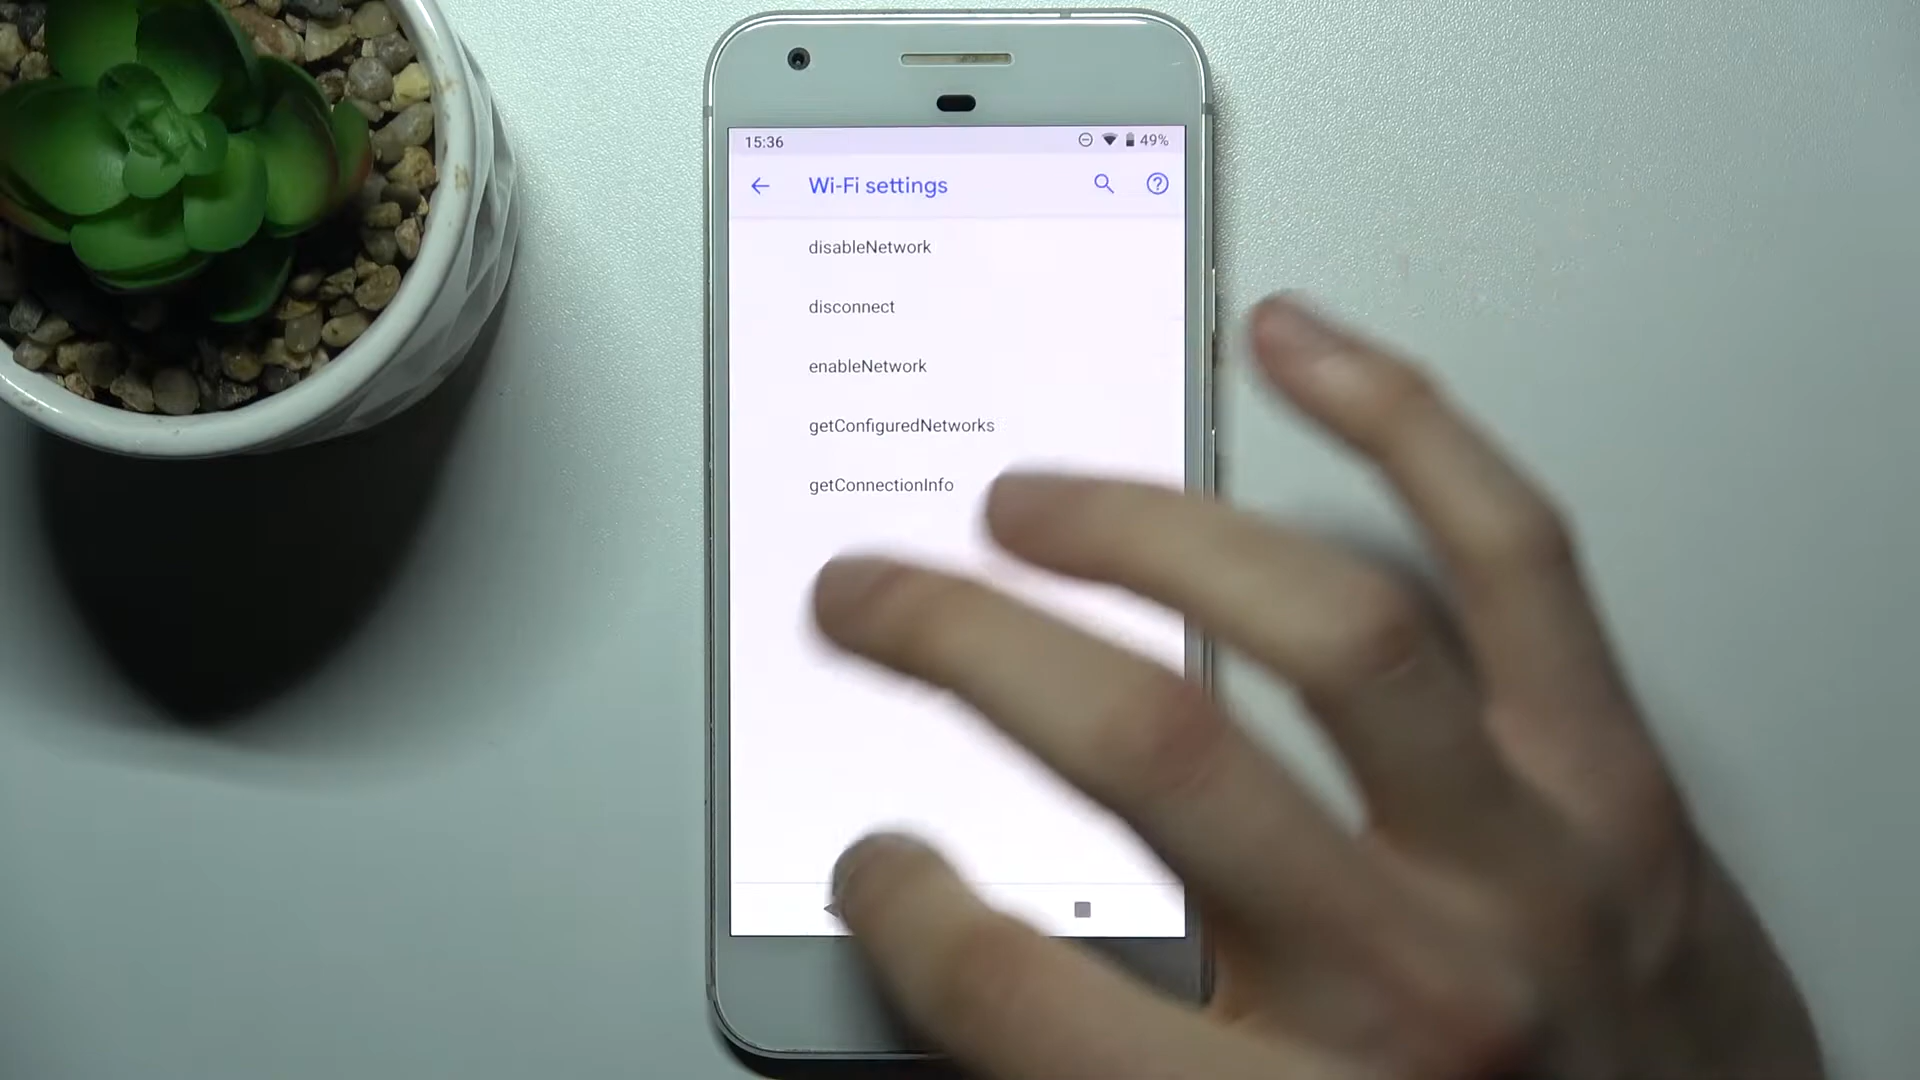 15:36
49%
Wi-Fi settings
disableNetwork
disconnect
enableNetwork
getConfiguredNetworks
getConnectionInfo